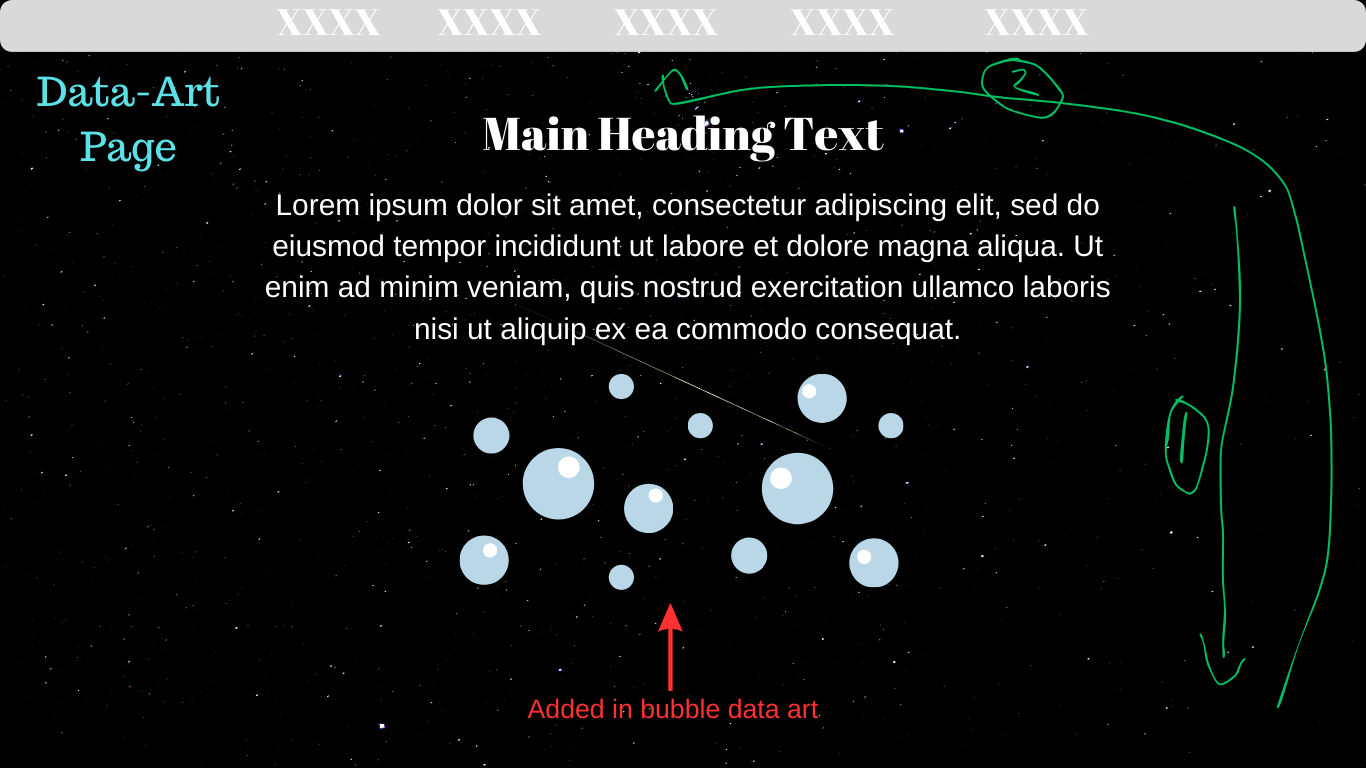 XXXX XXXX XXXX XXXX XXXX
Data-Art
Page
2
Main Heading Text
Lorem ipsum dolor sit amet, consectetur adipiscing elit, sed do
eiusmod tempor incididunt ut labore et dolore magna aliqua. Ut
enim ad minim veniam, quis nostrud exercitation ullamco laboris
nisi ut aliquip ex ea commodo consequat.
1
Added in bubble data art